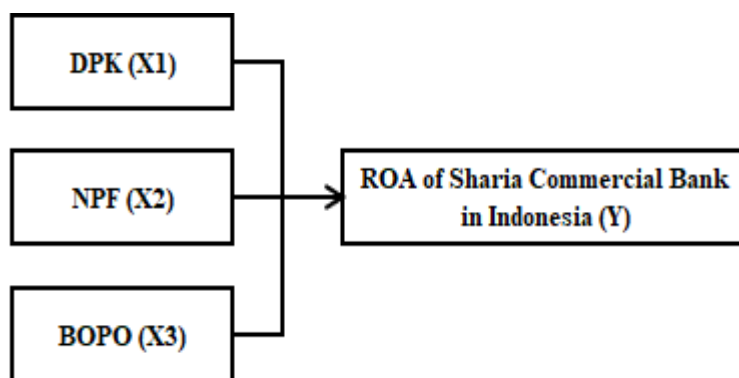 DPK (X1)
NPF (X2)
ROA of Sharia Commercial Bank
in Indonesia (Y)
BOPO (X3)